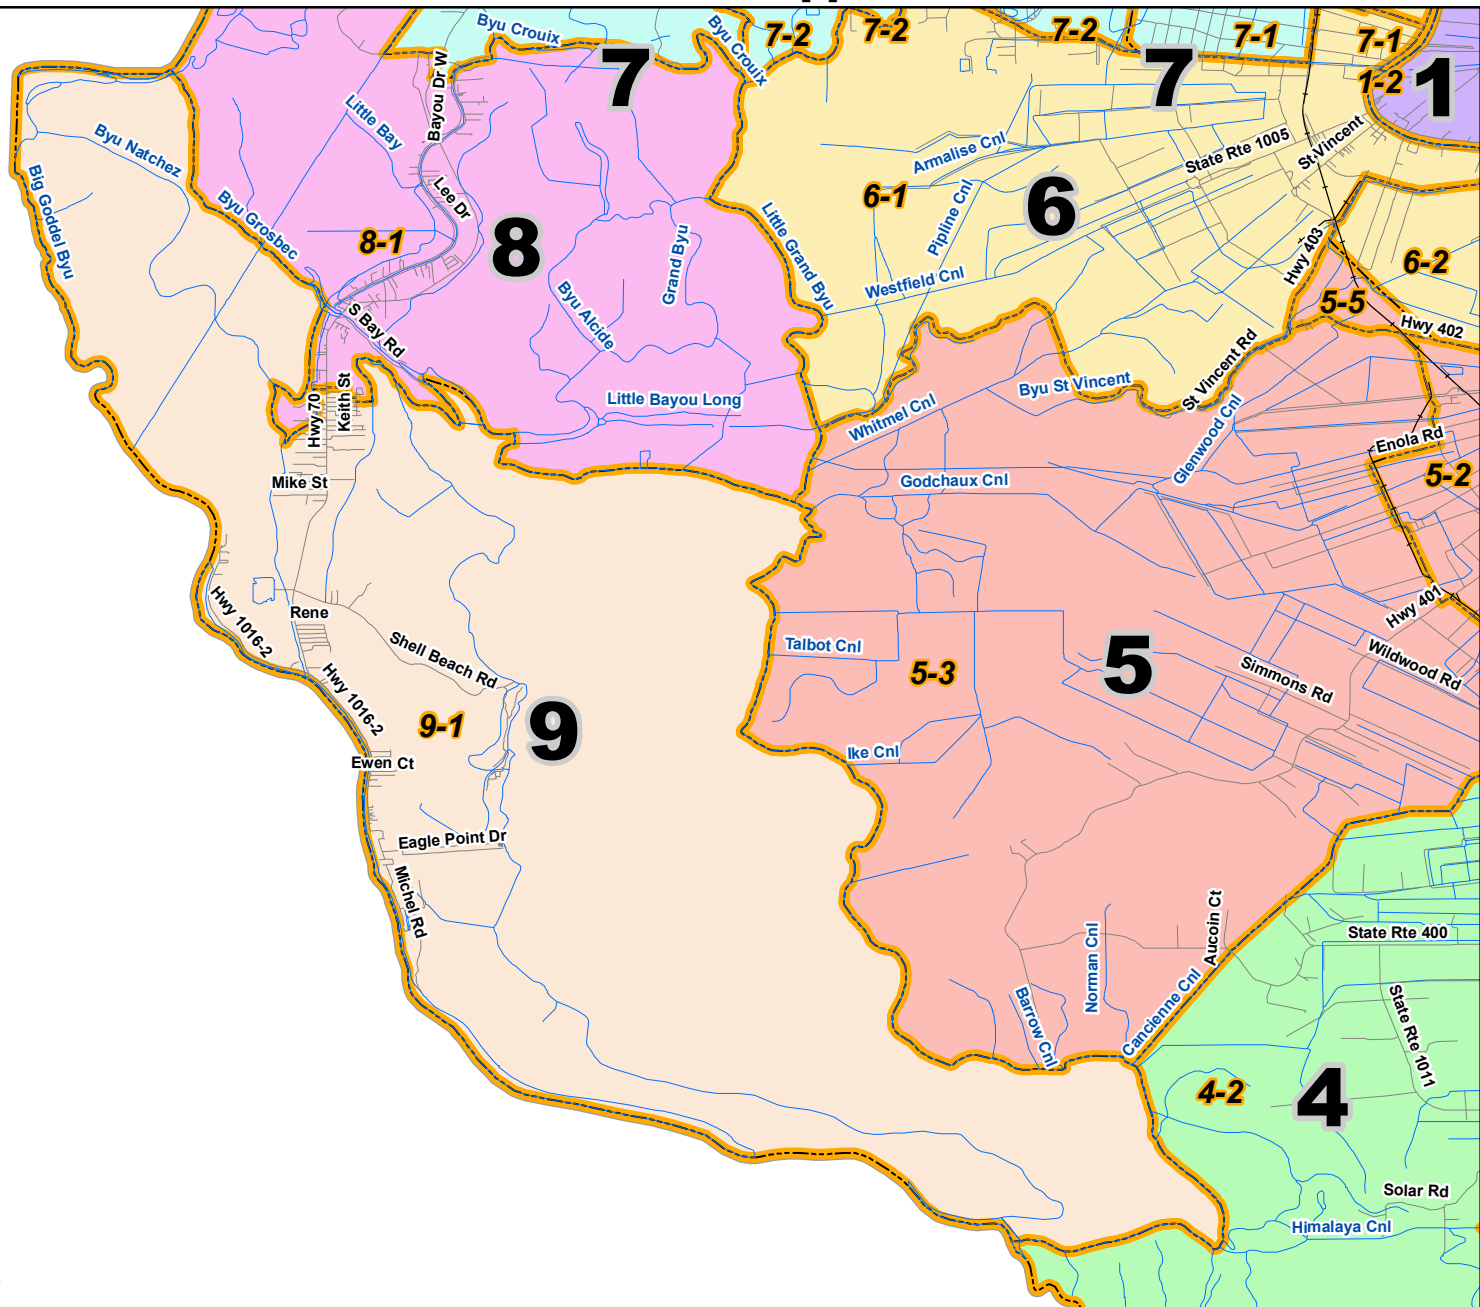 Byu Crouix
Byu Crouix
7-2
7-2
7-2
7-1
7-1
1-2
1
7
7
Bayou Dr W
Little Bay
Byu Natchez
Big Goddel Byu
Byu Grosbec
Lee Dr
8-1
8
Grand Byu
Byu Alcide
Little Grand Byu
Armalise Cnl
6-1
Pipline Cnl
6
State Rte 1005
St Vincent
Westfield Cnl
Hwy 403
6-2
5-5
Hwy 402
S Bay Rd
Hwy 70
Keith St
Little Bayou Long
Whitmel Cnl
Byu St Vincent
St Vincent Rd
Glenwood Cnl
Enola Rd
5-2
Mike St
Godchaux Cnl
Hwy 1016-2
Rene
Shell Beach Rd
Hwy 1016-2
9-1
9
Talbot Cnl
5-3
5
Hwy 401
Wildwood Rd
Simmons Rd
Ike Cnl
Ewen Ct
Eagle Point Dr
Michel Rd
Aucoin Ct
Norman Cnl
Barrow Cnl
Cancienne Cnl
State Rte 400
State Rte 1011
4-2
4
Solar Rd
Himalaya Cnl